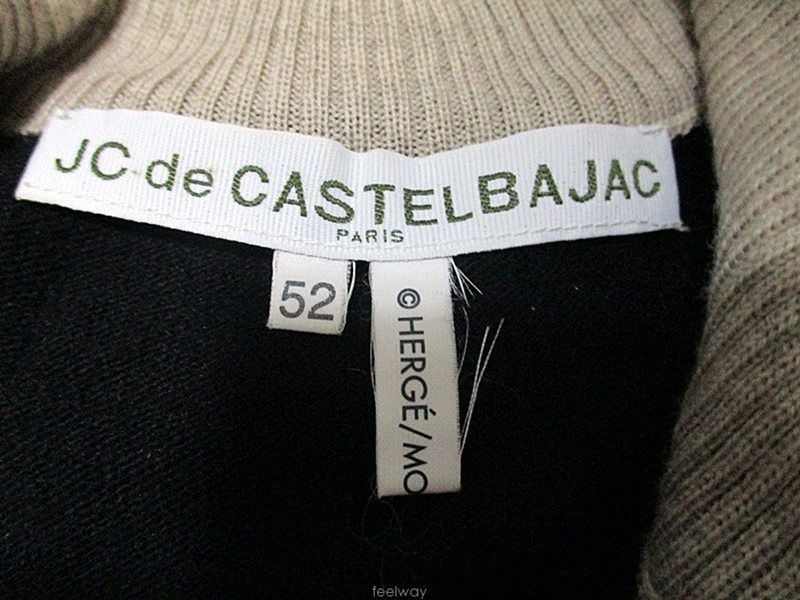 JC de CASTELBAJAC
PARIS
52
© HERGÉ/MO
feelway